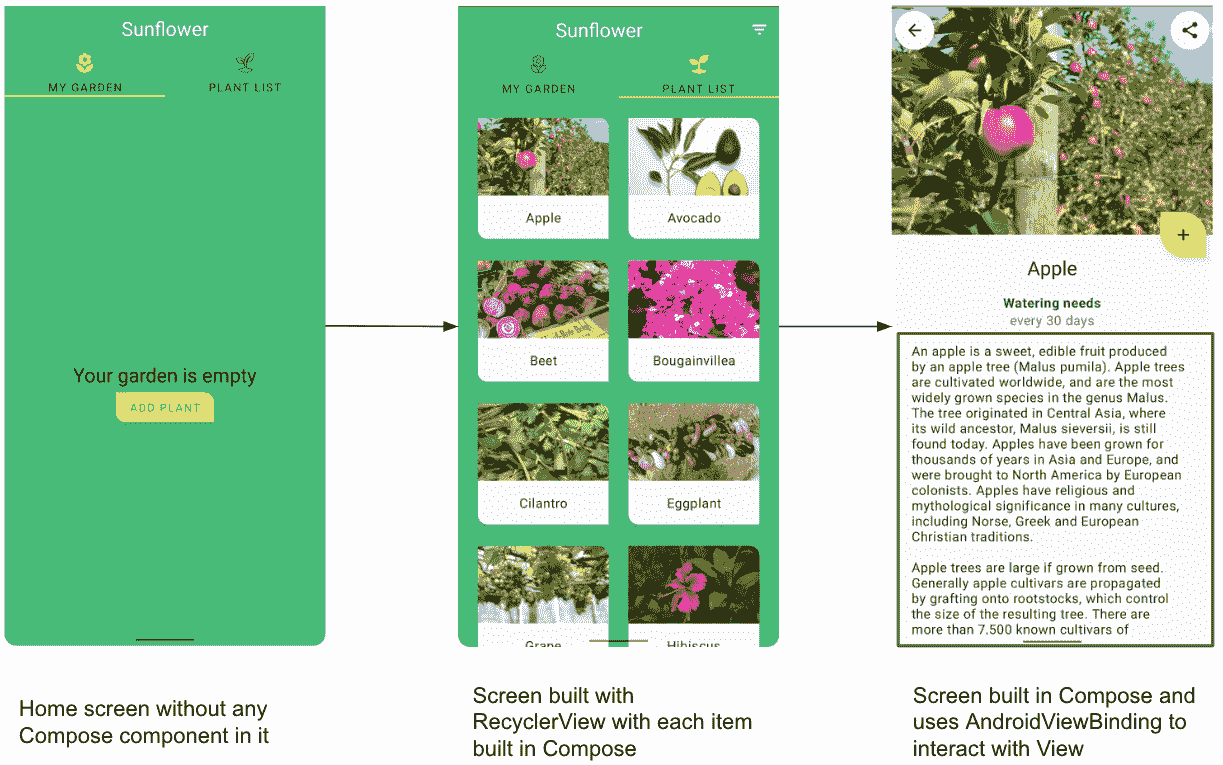 Sunflower
MY GARDEN
PLANT LIST
Your garden is empty
ADD PLANT
Home screen without any
Compose component in it
Sunflower
MY GARDEN
PLANT LIST
Apple
Avocado
Beet
Bougainvillea
Cilantro
Eggplant
Grape
Hibiscus
Screen built with
RecyclerView with each item
built in Compose
Apple
Watering needs
every 30 days
An apple is a sweet, edible fruit produced
by an apple tree (Malus pumila). Apple trees
are cultivated worldwide, and are the most
widely grown species in the genus Malus.
The tree originated in Central Asia, where
its wild ancestor, Malus sieversii, is still
found today. Apples have been grown for
thousands of years in Asia and Europe, and
were brought to North America by European
colonists. Apples have religious and
mythological significance in many cultures,
including Norse, Greek and European
Christian traditions.
Apple trees are large if grown from seed.
Generally apple cultivars are propagated
by grafting onto rootstocks, which control
the size of the resulting tree. There are
more than 7.500 known cultivars of
Screen built in Compose and
uses AndroidViewBinding to
interact with View